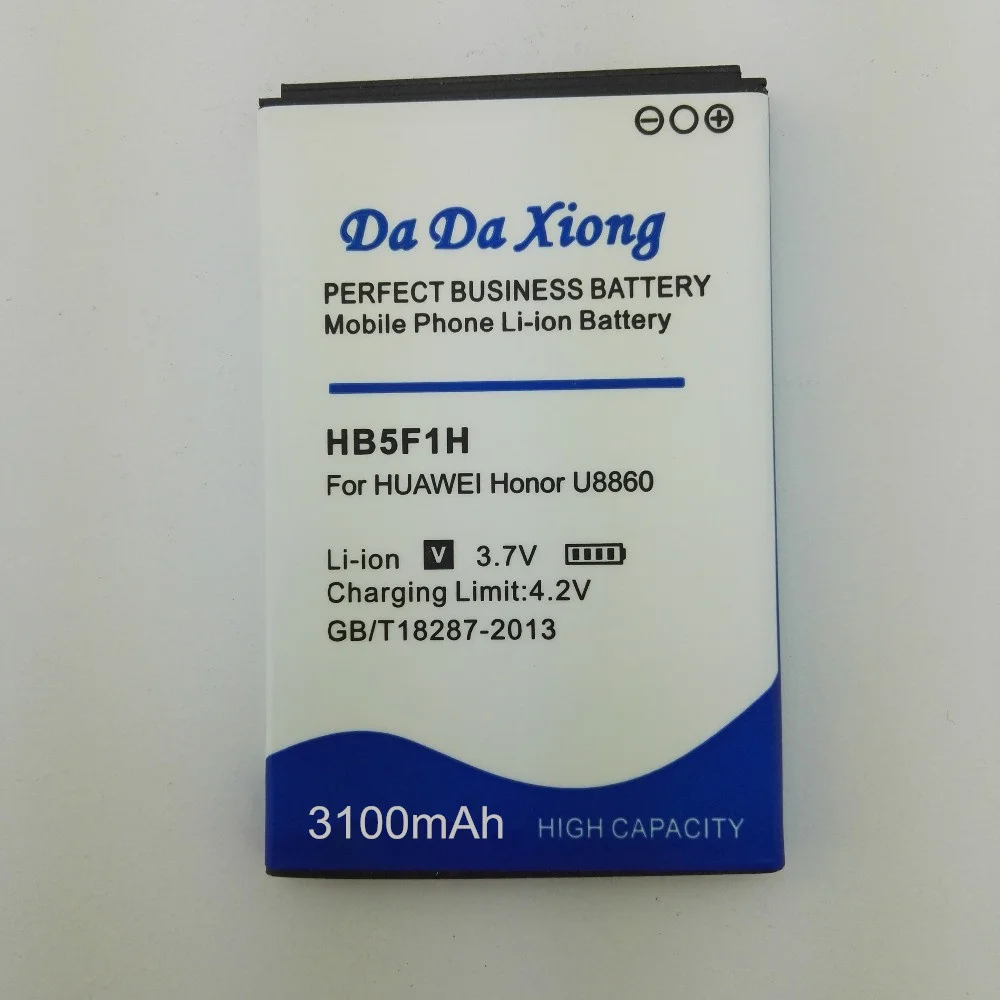 ⊖○⊕
Da Da Xiong
PERFECT BUSINESS BATTERY
Mobile Phone Li-ion Battery
HB5F1H
For HUAWEI Honor U8860
Li-ion V 3.7V
Charging Limit:4.2V
GB/T18287-2013
3100mAh HIGH CAPACITY